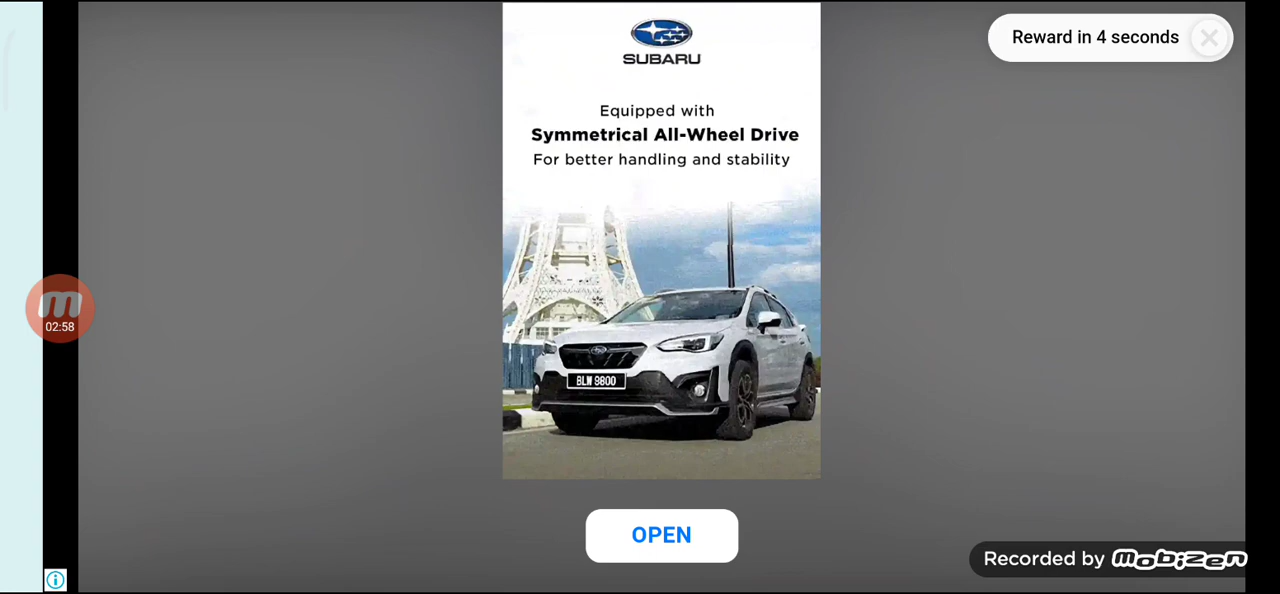 Reward in 4 seconds
SUBARU
Equipped with
Symmetrical All-Wheel Drive
For better handling and stability
02:58
BLW 9800
OPEN
Recorded by mobizen